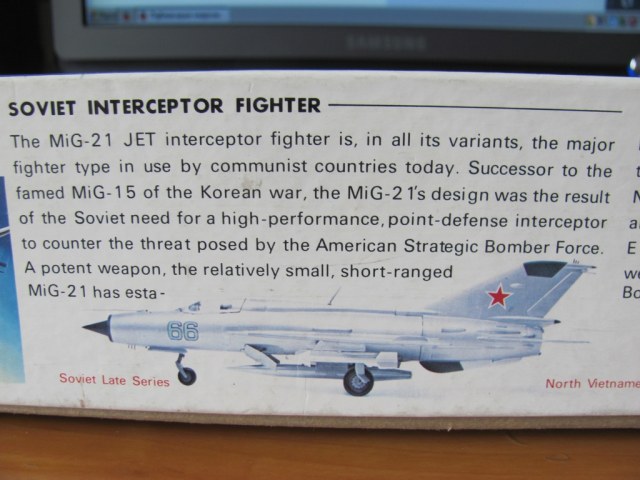 SAMSUNG
SOVIET INTERCEPTOR FIGHTER
The MiG-21 JET interceptor fighter is, in all its variants, the major
fighter type in use by communist countries today. Successor to the
famed MiG-15 of the Korean war, the MiG-21's design was the result
of the Soviet need for a high-performance, point-defense interceptor
to counter the threat posed by the American Strategic Bomber Force.
A potent weapon, the relatively small, short-ranged
MiG-21 has esta-
66
Soviet Late Series
North Vietname